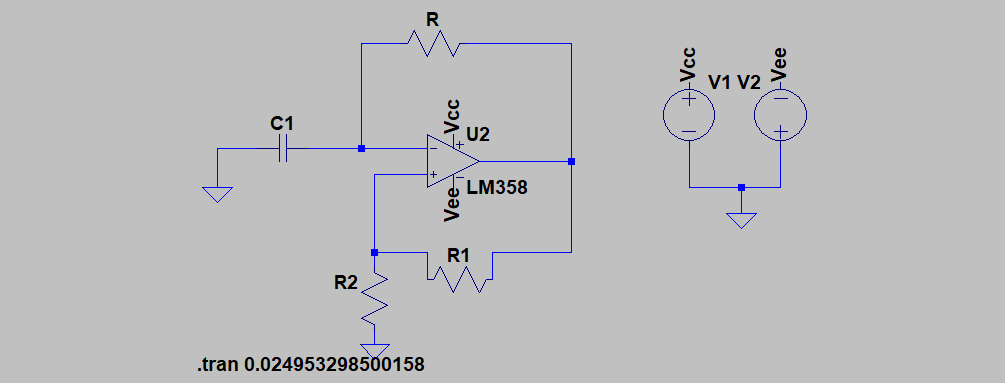 R
C1
Vcc
U2
LM358
Vee
R1
R2
.tran 0.024953298500158
Vcc
V1 V2
Vee